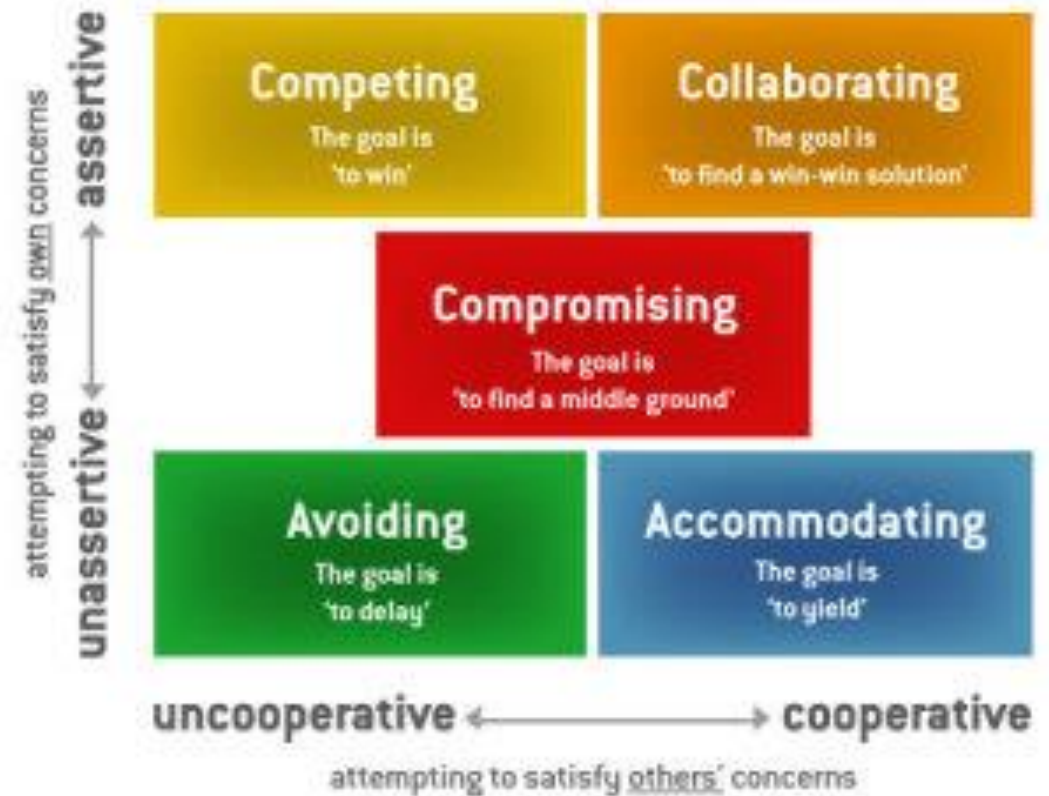 assertive
attempting to satisfy own concerns
unassertive
Competing
The goal is
'to win'
Collaborating
The goal is
'to find a win-win solution'
Compromising
The goal is
'to find a middle ground'
Avoiding
The goal is
'to delay'
Accommodating
The goal is
'to yield'
uncooperative
cooperative
attempting to satisfy others' concerns